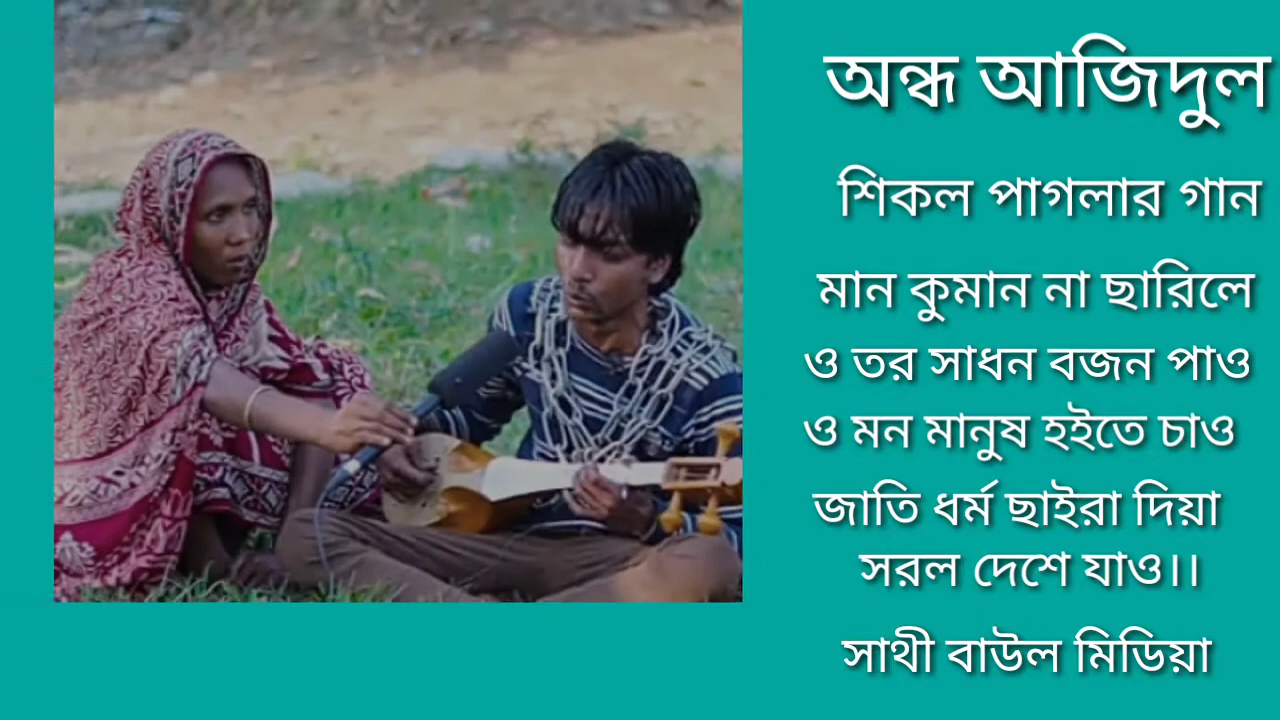 অন্ধ আজিদুল
শিকল পাগলার গান
মান কুমান না ছারিলে
ও তর সাধন বজন পাও
ও মন মানুষ হইতে চাও
জাতি ধর্ম ছাইরা দিয়া
সরল দেশে যাও।।
সাথী বাউল মিডিয়া